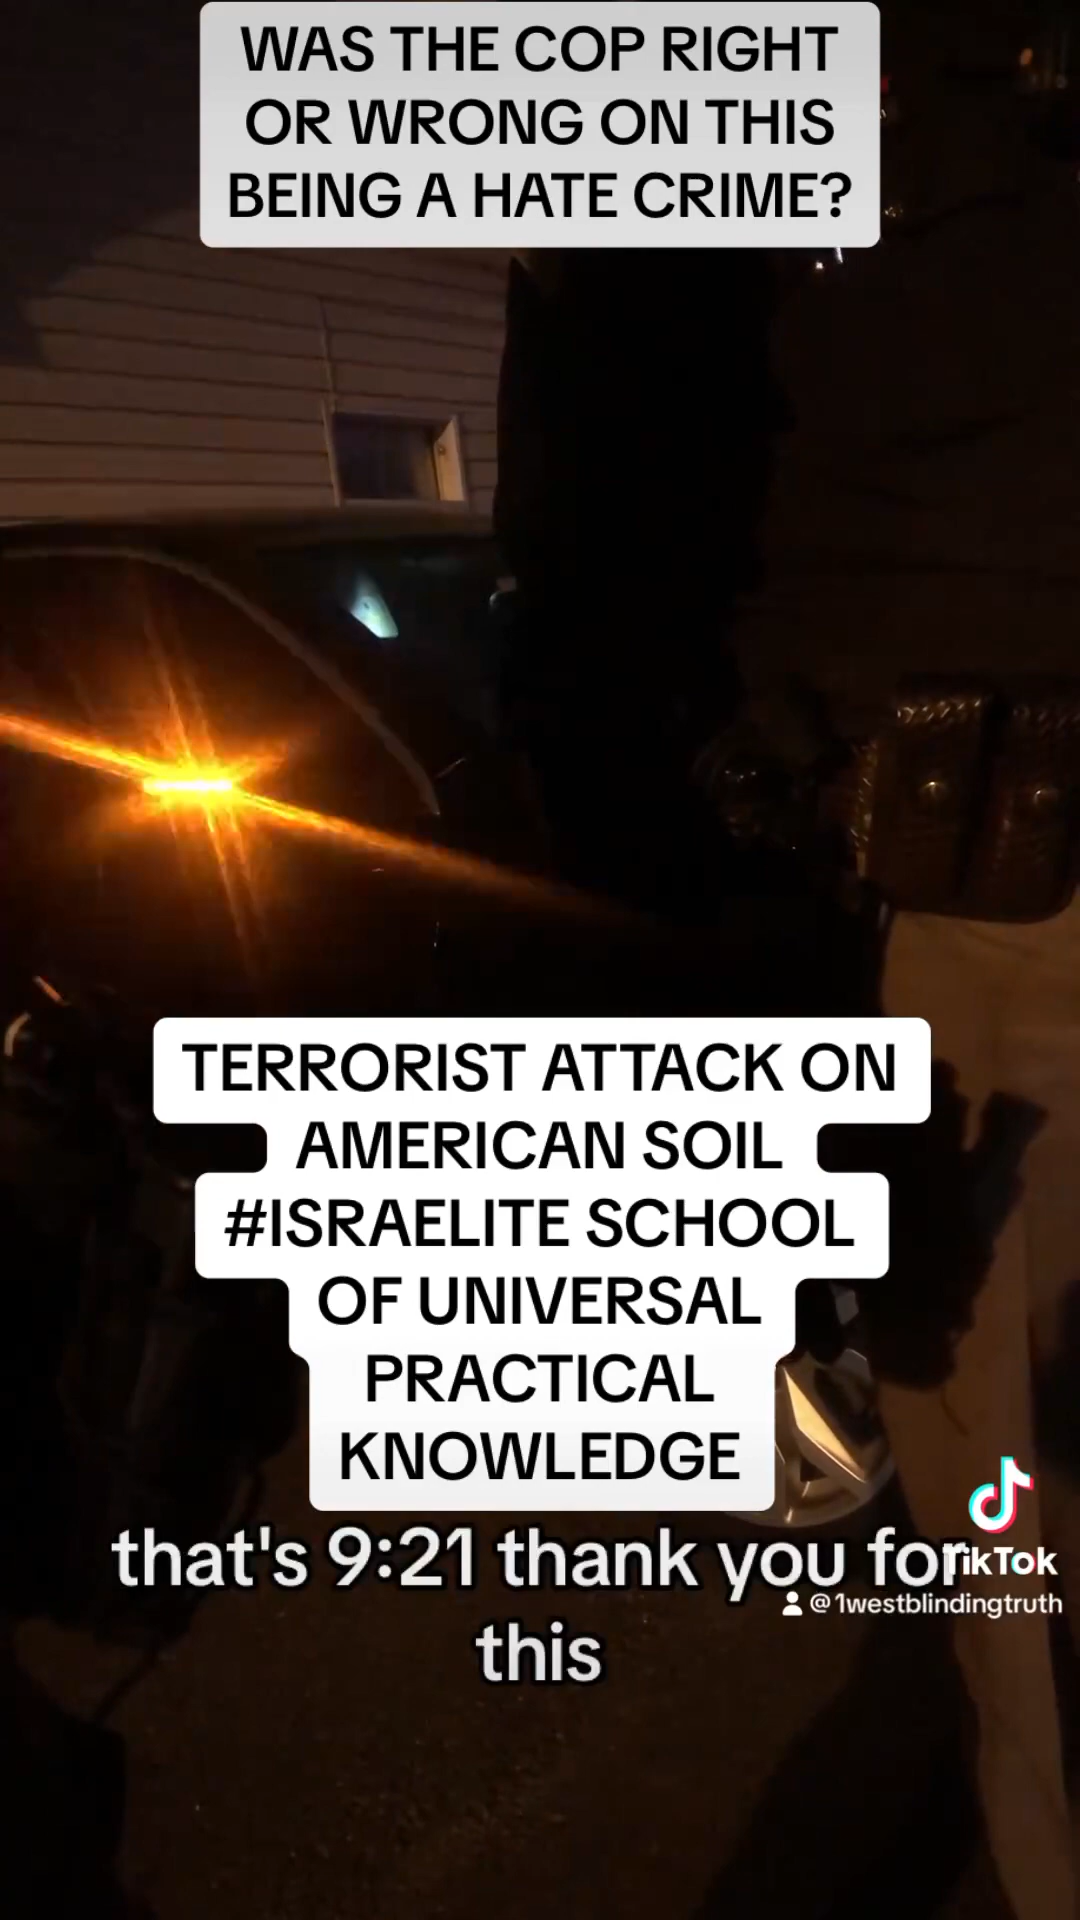 WAS THE COP RIGHT
OR WRONG ON THIS
BEING A HATE CRIME?
TERRORIST ATTACK ON
AMERICAN SOIL
#ISRAELITE SCHOOL
OF UNIVERSAL
PRACTICAL
KNOWLEDGE
that's 9:21 thank you for
this
TikTok
@1westblindingtruth